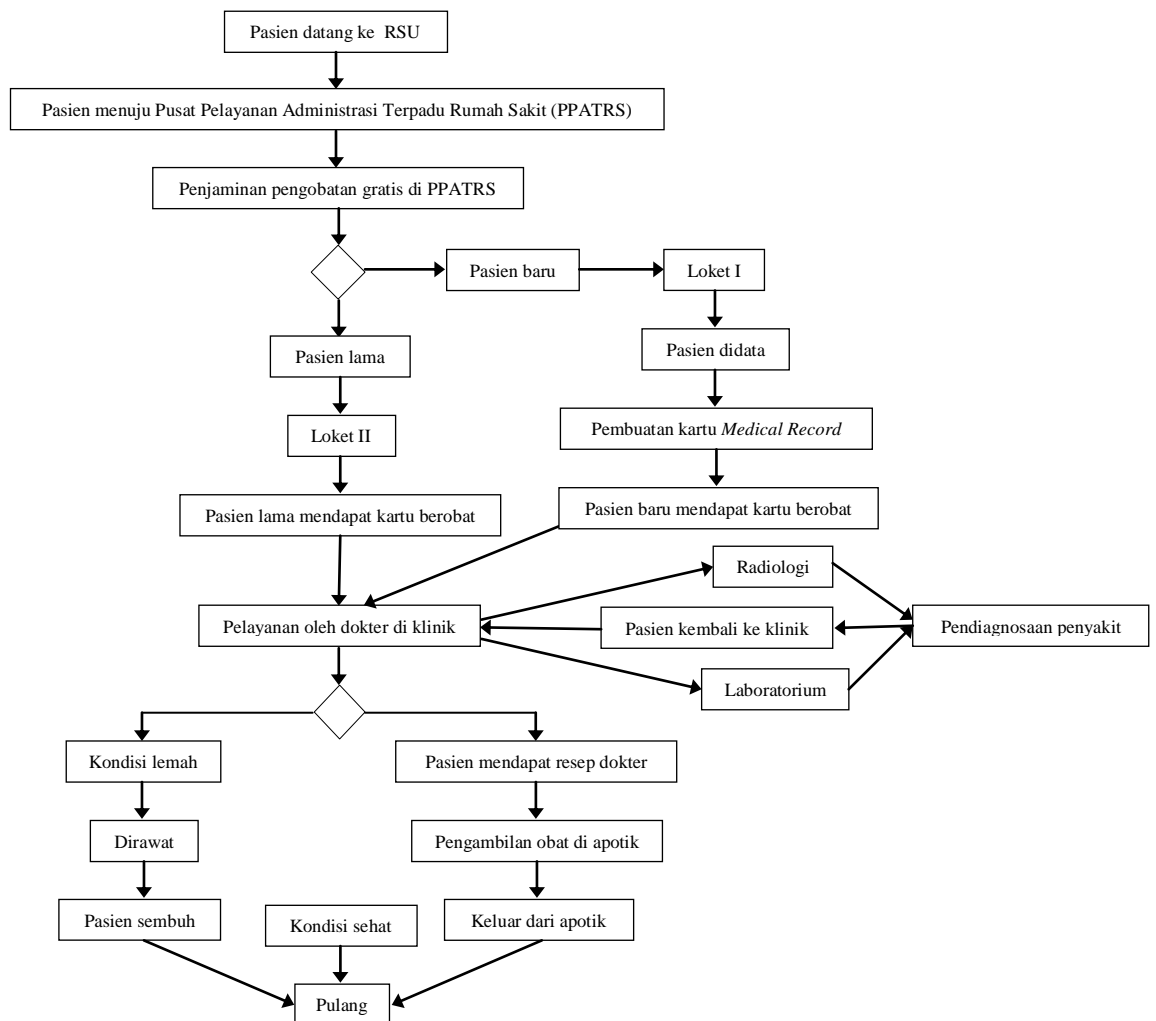 Pasien datang ke RSU
Pasien menuju Pusat Pelayanan Administrasi Terpadu Rumah Sakit (PPATRS)
Penjaminan pengobatan gratis di PPATRS
Pasien baru
Loket I
Pasien lama
Pasien didata
Loket II
Pembuatan kartu Medical Record
Pasien lama mendapat kartu berobat
Pasien baru mendapat kartu berobat
Radiologi
Pelayanan oleh dokter di klinik
Pasien kembali ke klinik
Pendiagnosaan penyakit
Laboratorium
Kondisi lemah
Pasien mendapat resep dokter
Dirawat
Pengambilan obat di apotik
Pasien sembuh
Kondisi sehat
Keluar dari apotik
Pulang